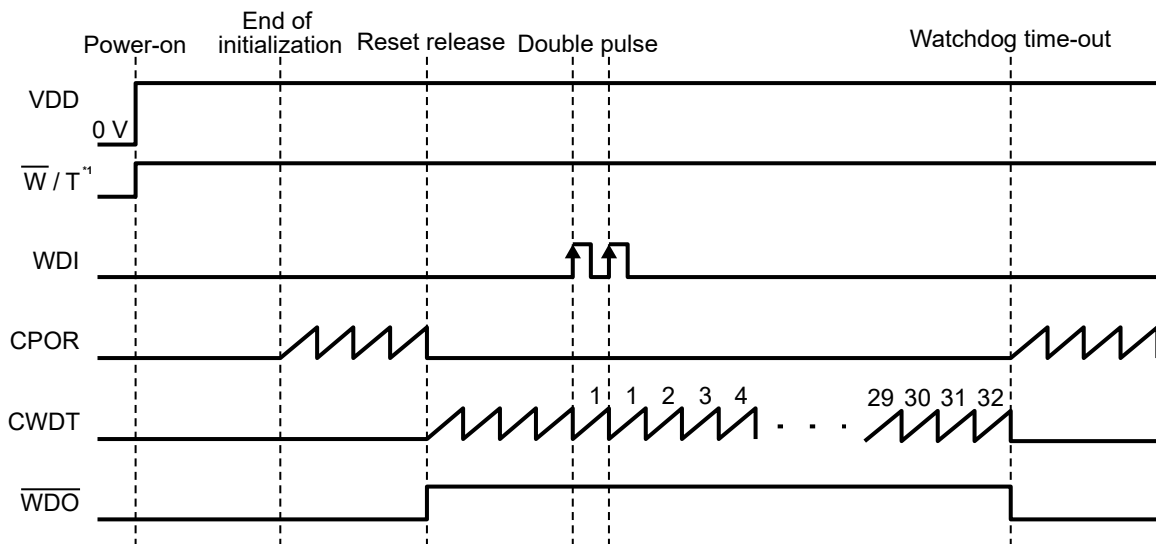 End of
initialization
Power-on
Reset release
Double pulse
Watchdog time-out
VDD
0 V
W / T *1
WDI
CPOR
1 1 2 3 4
29 30 31 32
CWDT
. . . .
WDO